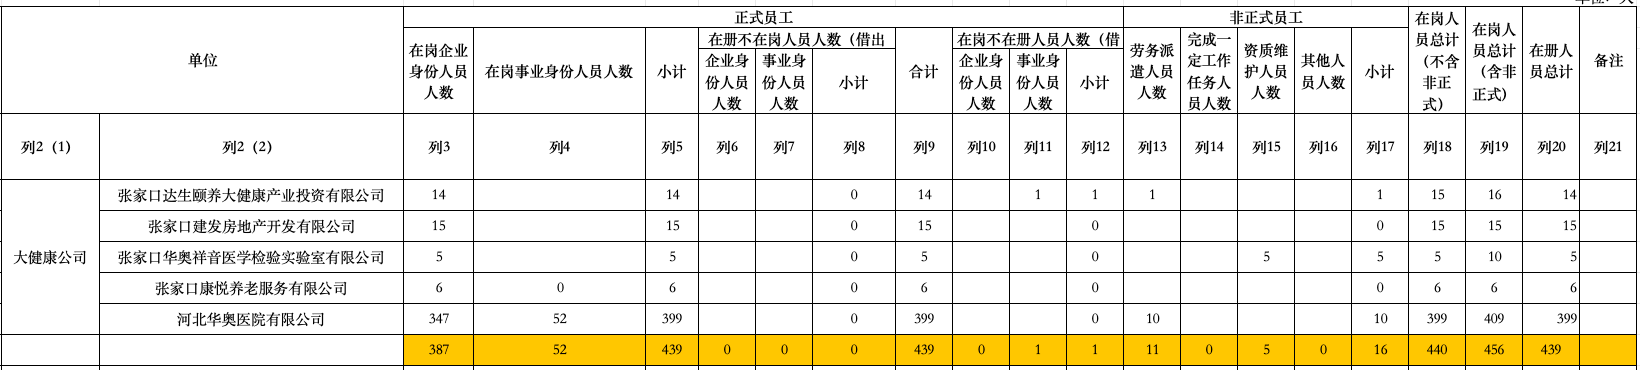 正式员工 非正式员工
单位 在岗企业身份人员人数 在岗事业身份人员人数 小计 在册不在岗人员人数（借出 合计 在岗不在册人员人数（借 劳务派遣人员人数 完成一定工作任务人员人数 资质维护人员人数 其他人员人数 小计 在岗人员总计（不含非正式） 在岗人员总计（含非正式） 在册人员总计 备注
企业身份人员人数 事业身份人员人数 小计 企业身份人员人数 事业身份人员人数 小计
列2（1） 列2（2） 列3 列4 列5 列6 列7 列8 列9 列10 列11 列12 列13 列14 列15 列16 列17 列18 列19 列20 列21
张家口达生颐养大健康产业投资有限公司 14 14 0 14 1 1 1 1 15 16 14
张家口建发房地产开发有限公司 15 15 0 15 0 0 15 15 15
大健康公司 张家口华奥祥音医学检验实验室有限公司 5 5 0 5 0 5 5 5 10 5
张家口康悦养老服务有限公司 6 0 6 0 6 0 0 6 6 6
河北华奥医院有限公司 347 52 399 0 399 0 10 10 399 409 399
387 52 439 0 0 0 439 0 1 1 11 0 5 0 16 440 456 439